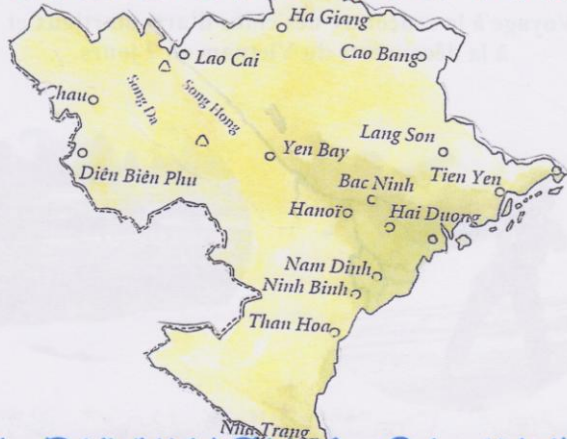 Ha Giang
Lao Cai
Cao Bang
hau
Song Da
Song Hong
Lang Son
Yen Bay
Diên Biên Phu
Tien Yen
Bac Ninh
Hanoï
Hai Duong
Nam Dinh
Ninh Binh
Than Hoa
Nha Trang